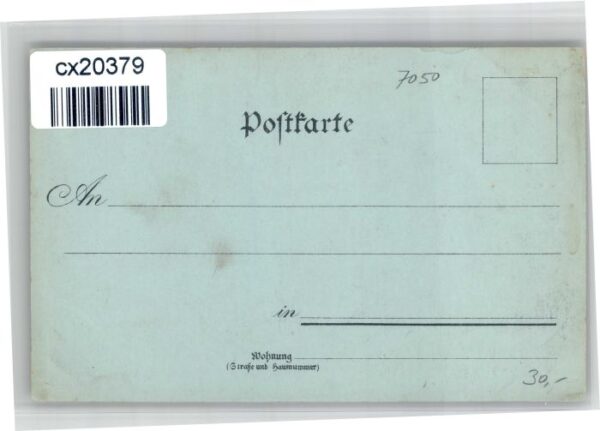 cx20379
7050
Postkarte
An
in
Wohnung
(Straße und Hausnummer)
30,-